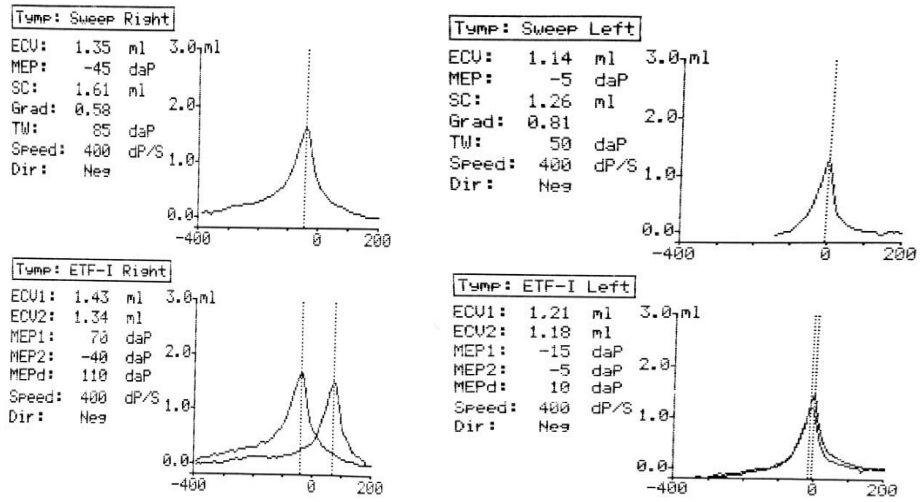 Tymp: Sweep Right
ECV: 1.35 ml
MEP: -45 daP
SC: 1.61 ml
Grad: 0.58
TW: 85 daP
Speed: 400 dP/S
Dir: Neg
3.0 ml
2.0
1.0
0.0
-400 0 200
Tymp: Sweep Left
ECV: 1.14 ml
MEP: -5 daP
SC: 1.26 ml
Grad: 0.81
TW: 50 daP
Speed: 400 dP/S
Dir: Neg
3.0 ml
2.0
1.0
0.0
-400 0 200
Tymp: ETF-I Right
ECV1: 1.43 ml
ECV2: 1.34 ml
MEP1: 70 daP
MEP2: -40 daP
MEPd: 110 daP
Speed: 400 dP/S
Dir: Neg
3.0 ml
2.0
1.0
0.0
-400 0 200
Tymp: ETF-I Left
ECV1: 1.21 ml
ECV2: 1.18 ml
MEP1: -15 daP
MEP2: -5 daP
MEPd: 10 daP
Speed: 400 dP/S
Dir: Neg
3.0 ml
2.0
1.0
0.0
-400 0 200